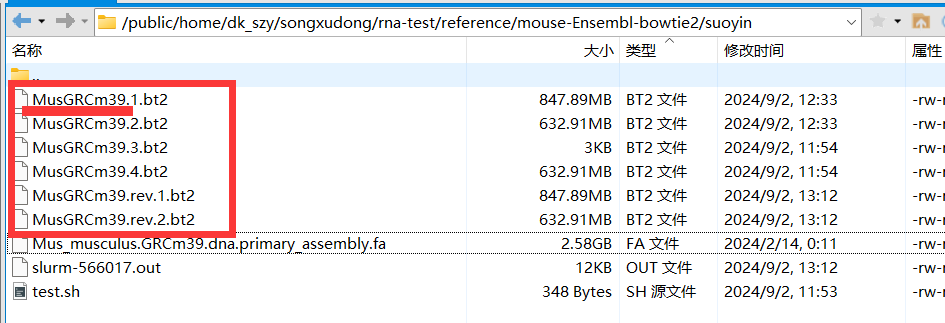 /public/home/dk_szy/songxudong/rna-test/reference/mouse-Ensembl-bowtie2/suoyin
名称 大小 类型 修改时间 属性
..
MusGRCm39.1.bt2 847.89MB BT2 文件 2024/9/2, 12:33 -rw-r
MusGRCm39.2.bt2 632.91MB BT2 文件 2024/9/2, 12:33 -rw-r
MusGRCm39.3.bt2 3KB BT2 文件 2024/9/2, 11:54 -rw-r
MusGRCm39.4.bt2 632.91MB BT2 文件 2024/9/2, 11:54 -rw-r
MusGRCm39.rev.1.bt2 847.89MB BT2 文件 2024/9/2, 13:12 -rw-r
MusGRCm39.rev.2.bt2 632.91MB BT2 文件 2024/9/2, 13:12 -rw-r
Mus_musculus.GRCm39.dna.primary_assembly.fa 2.58GB FA 文件 2024/2/14, 0:11 -rw-r
slurm-566017.out 12KB OUT 文件 2024/9/2, 13:12 -rw-r
test.sh 348 Bytes SH 源文件 2024/9/2, 11:53 -rw-r